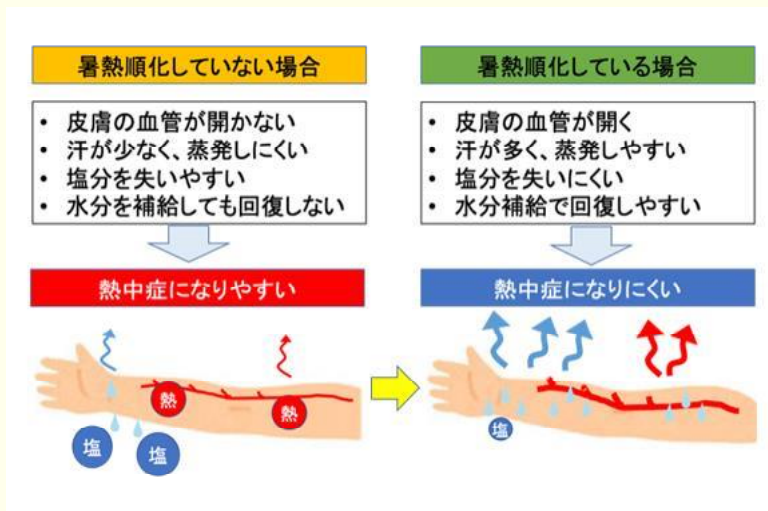 暑熱順化していない場合
• 皮膚の血管が開かない
• 汗が少なく、蒸発しにくい
• 塩分を失いやすい
• 水分を補給しても回復しない
熱中症になりやすい
熱
熱
塩
塩
暑熱順化している場合
• 皮膚の血管が開く
• 汗が多く、蒸発しやすい
• 塩分を失いにくい
• 水分補給で回復しやすい
熱中症になりにくい
塩